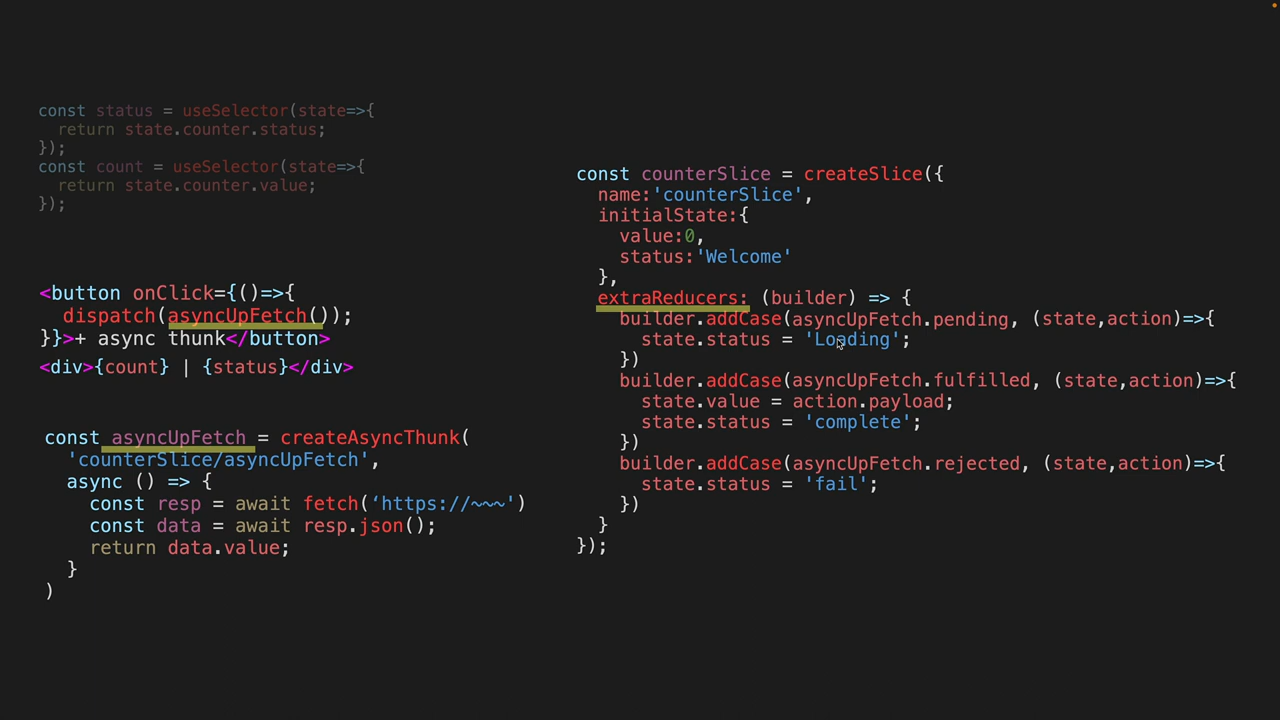 const status = useSelector(state=>{
  return state.counter.status;
});
const count = useSelector(state=>{
  return state.counter.value;
});
<button onClick={()=>{
  dispatch(asyncUpFetch());
}}>+ async thunk</button>
<div>{count} | {status}</div>
const asyncUpFetch = createAsyncThunk(
  'counterSlice/asyncUpFetch',
  async () => {
    const resp = await fetch(‘https://~~~')
    const data = await resp.json();
    return data.value;
  }
)
const counterSlice = createSlice({
  name:'counterSlice',
  initialState:{
    value:0,
    status:'Welcome'
  },
  extraReducers: (builder) => {
    builder.addCase(asyncUpFetch.pending, (state,action)=>{
      state.status = 'Loading';
    })
    builder.addCase(asyncUpFetch.fulfilled, (state,action)=>{
      state.value = action.payload;
      state.status = 'complete';
    })
    builder.addCase(asyncUpFetch.rejected, (state,action)=>{
      state.status = 'fail';
    })
  }
});